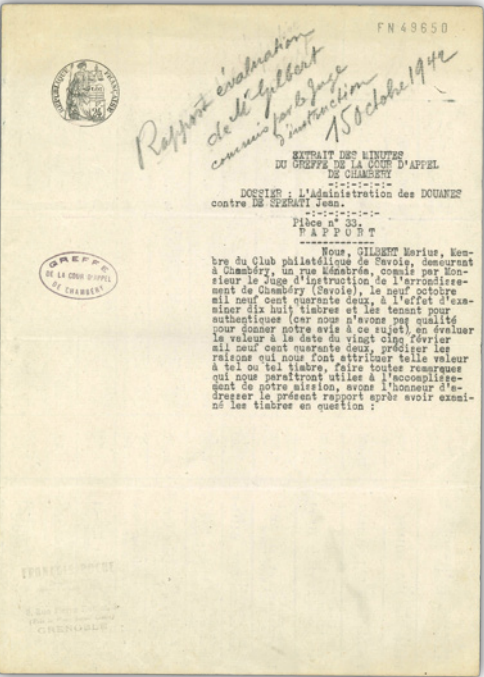 FN 49650
RÉPUBLIQUE FRANÇAISE
Rapport évaluation
de Mr Gilbert
commis par le Juge
d'instruction
15 Octobre 1942
EXTRAIT DES MINUTES
DU GREFFE DE LA COUR D'APPEL
DE CHAMBERY
-:-:-:-:-:-
DOSSIER : L'Administration des DOUANES
contre DE SPERATI Jean.
-:-:-:-:-:-:-
Pièce n° 33.
R A P P O R T
-------------
Nous, GILBERT Marius, Mem-
bre du Club philatélique de Savoie, demeurant
à Chambéry, un rue Ménabréa, commis par Mon-
sieur le Juge d'instruction de l'arrondisse-
ment de Chambéry (Savoie), le neuf octobre
mil neuf cent quarante deux, à l'effet d'exa-
miner dix huit timbres et les tenant pour
authentiques (car nous n'avons pas qualité
pour donner notre avis à ce sujet) en évaluer
la valeur à la date du vingt cinq février
mil neuf cent quarante deux, préciser les
raisons qui nous font attribuer telle valeur
à tel ou tel timbre, faire toutes remarques
qui nous paraîtront utiles à l'accomplisse-
ment de notre mission, avons l'honneur d'a-
dresser le présent rapport après avoir exami-
né les timbres en question :
GREFFE
DE LA COUR D'APPEL
DE CHAMBÉRY
GRENOBLE